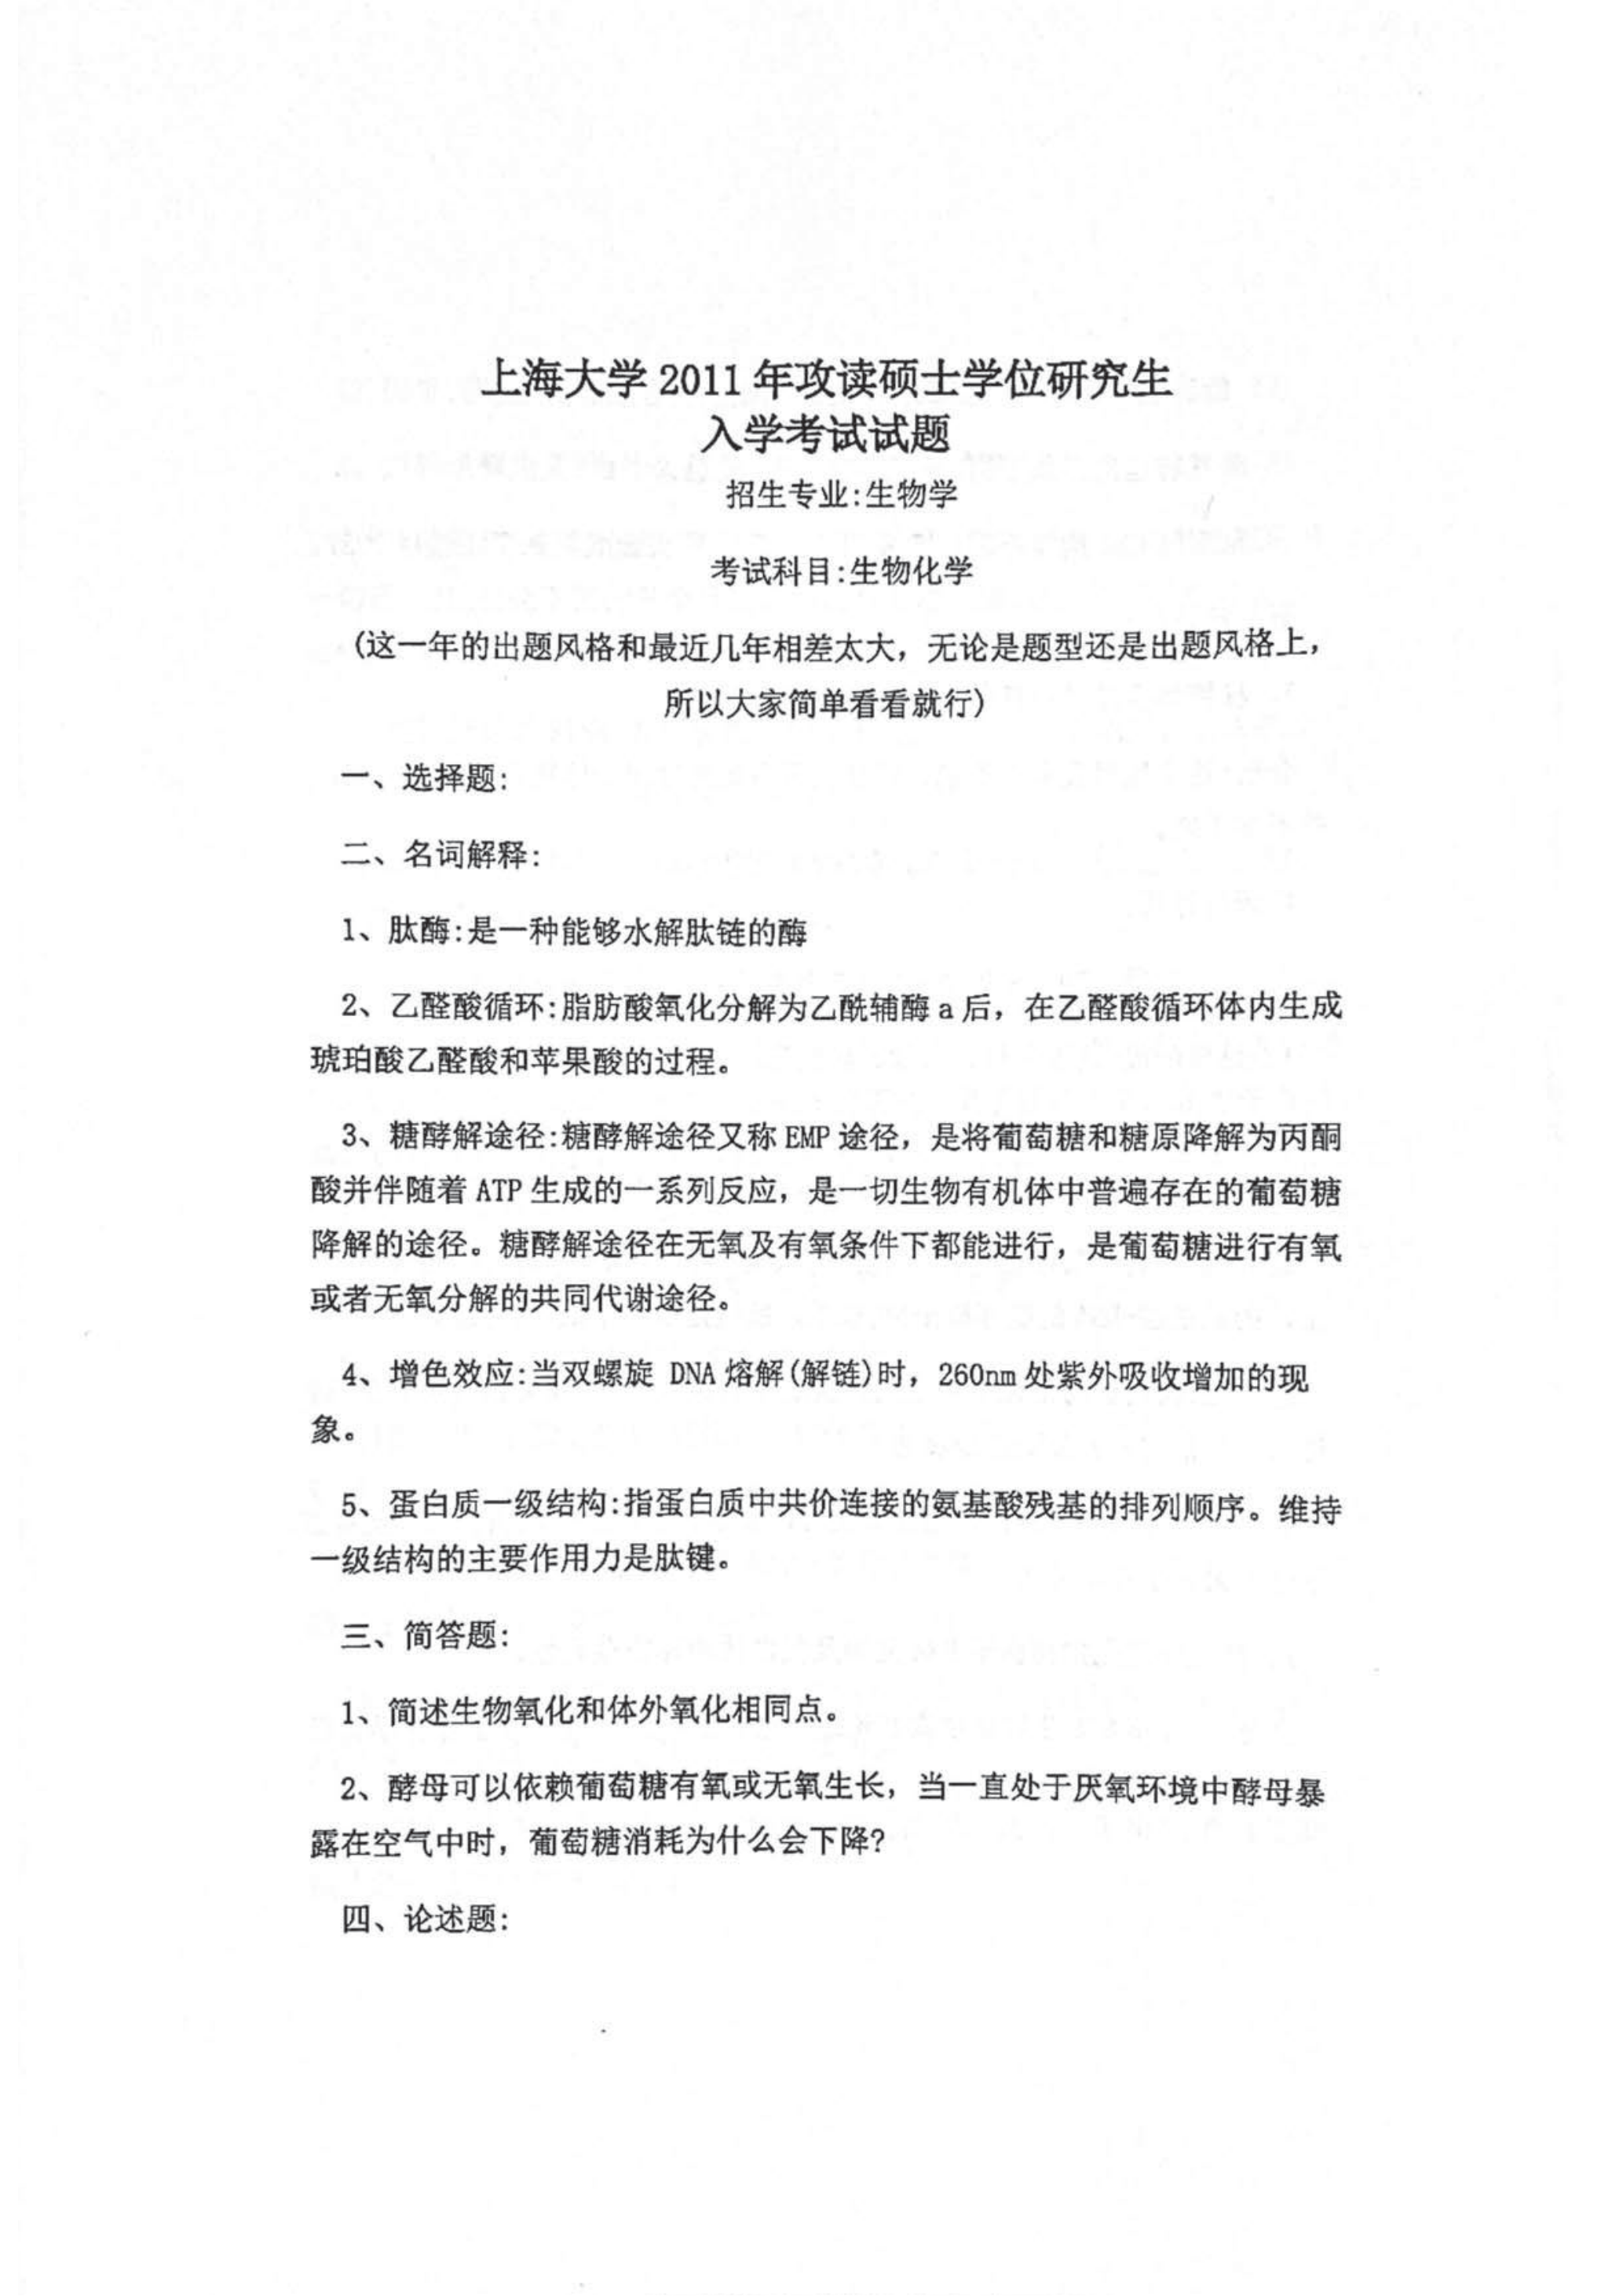 上海大学 2011 年攻读硕士学位研究生
入学考试试题
招生专业:生物学
考试科目:生物化学
(这一年的出题风格和最近几年相差太大，无论是题型还是出题风格上，
所以大家简单看看就行)
一、选择题:
二、名词解释:
1、肽酶:是一种能够水解肽链的酶
2、乙醛酸循环:脂肪酸氧化分解为乙酰辅酶 a 后，在乙醛酸循环体内生成
琥珀酸乙醛酸和苹果酸的过程。
3、糖酵解途径:糖酵解途径又称 EMP 途径，是将葡萄糖和糖原降解为丙酮
酸并伴随着 ATP 生成的一系列反应，是一切生物有机体中普遍存在的葡萄糖
降解的途径。糖酵解途径在无氧及有氧条件下都能进行，是葡萄糖进行有氧
或者无氧分解的共同代谢途径。
4、增色效应:当双螺旋 DNA 熔解(解链)时，260nm 处紫外吸收增加的现
象。
5、蛋白质一级结构:指蛋白质中共价连接的氨基酸残基的排列顺序。维持
一级结构的主要作用力是肽键。
三、简答题:
1、简述生物氧化和体外氧化相同点。
2、酵母可以依赖葡萄糖有氧或无氧生长，当一直处于厌氧环境中酵母暴
露在空气中时，葡萄糖消耗为什么会下降?
四、论述题: